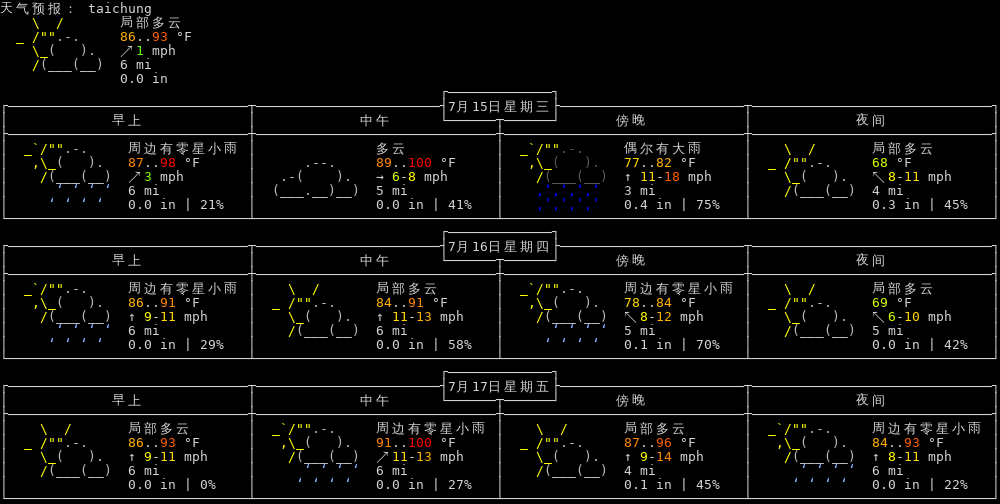 天气预报： taichung
局部多云
86..93 °F
↗1 mph
6 mi
0.0 in
7月15日星期三
早上 中午 傍晚 夜间
周边有零星小雨 多云 偶尔有大雨 局部多云
87..98 °F 89..100 °F 77..82 °F 68 °F
↗3 mph → 6-8 mph ↑ 11-18 mph ↖8-11 mph
6 mi 5 mi 3 mi 4 mi
0.0 in | 21% 0.0 in | 41% 0.4 in | 75% 0.3 in | 45%
7月16日星期四
早上 中午 傍晚 夜间
周边有零星小雨 局部多云 周边有零星小雨 局部多云
86..91 °F 84..91 °F 78..84 °F 69 °F
↑ 9-11 mph ↑ 11-13 mph ↖8-12 mph ↖6-10 mph
6 mi 6 mi 5 mi 5 mi
0.0 in | 29% 0.0 in | 58% 0.1 in | 70% 0.0 in | 42%
7月17日星期五
早上 中午 傍晚 夜间
局部多云 周边有零星小雨 局部多云 周边有零星小雨
86..93 °F 91..100 °F 87..96 °F 84..93 °F
↑ 9-11 mph ↗11-13 mph ↑ 9-14 mph ↑ 8-11 mph
6 mi 6 mi 4 mi 6 mi
0.0 in | 0% 0.0 in | 27% 0.1 in | 45% 0.0 in | 22%